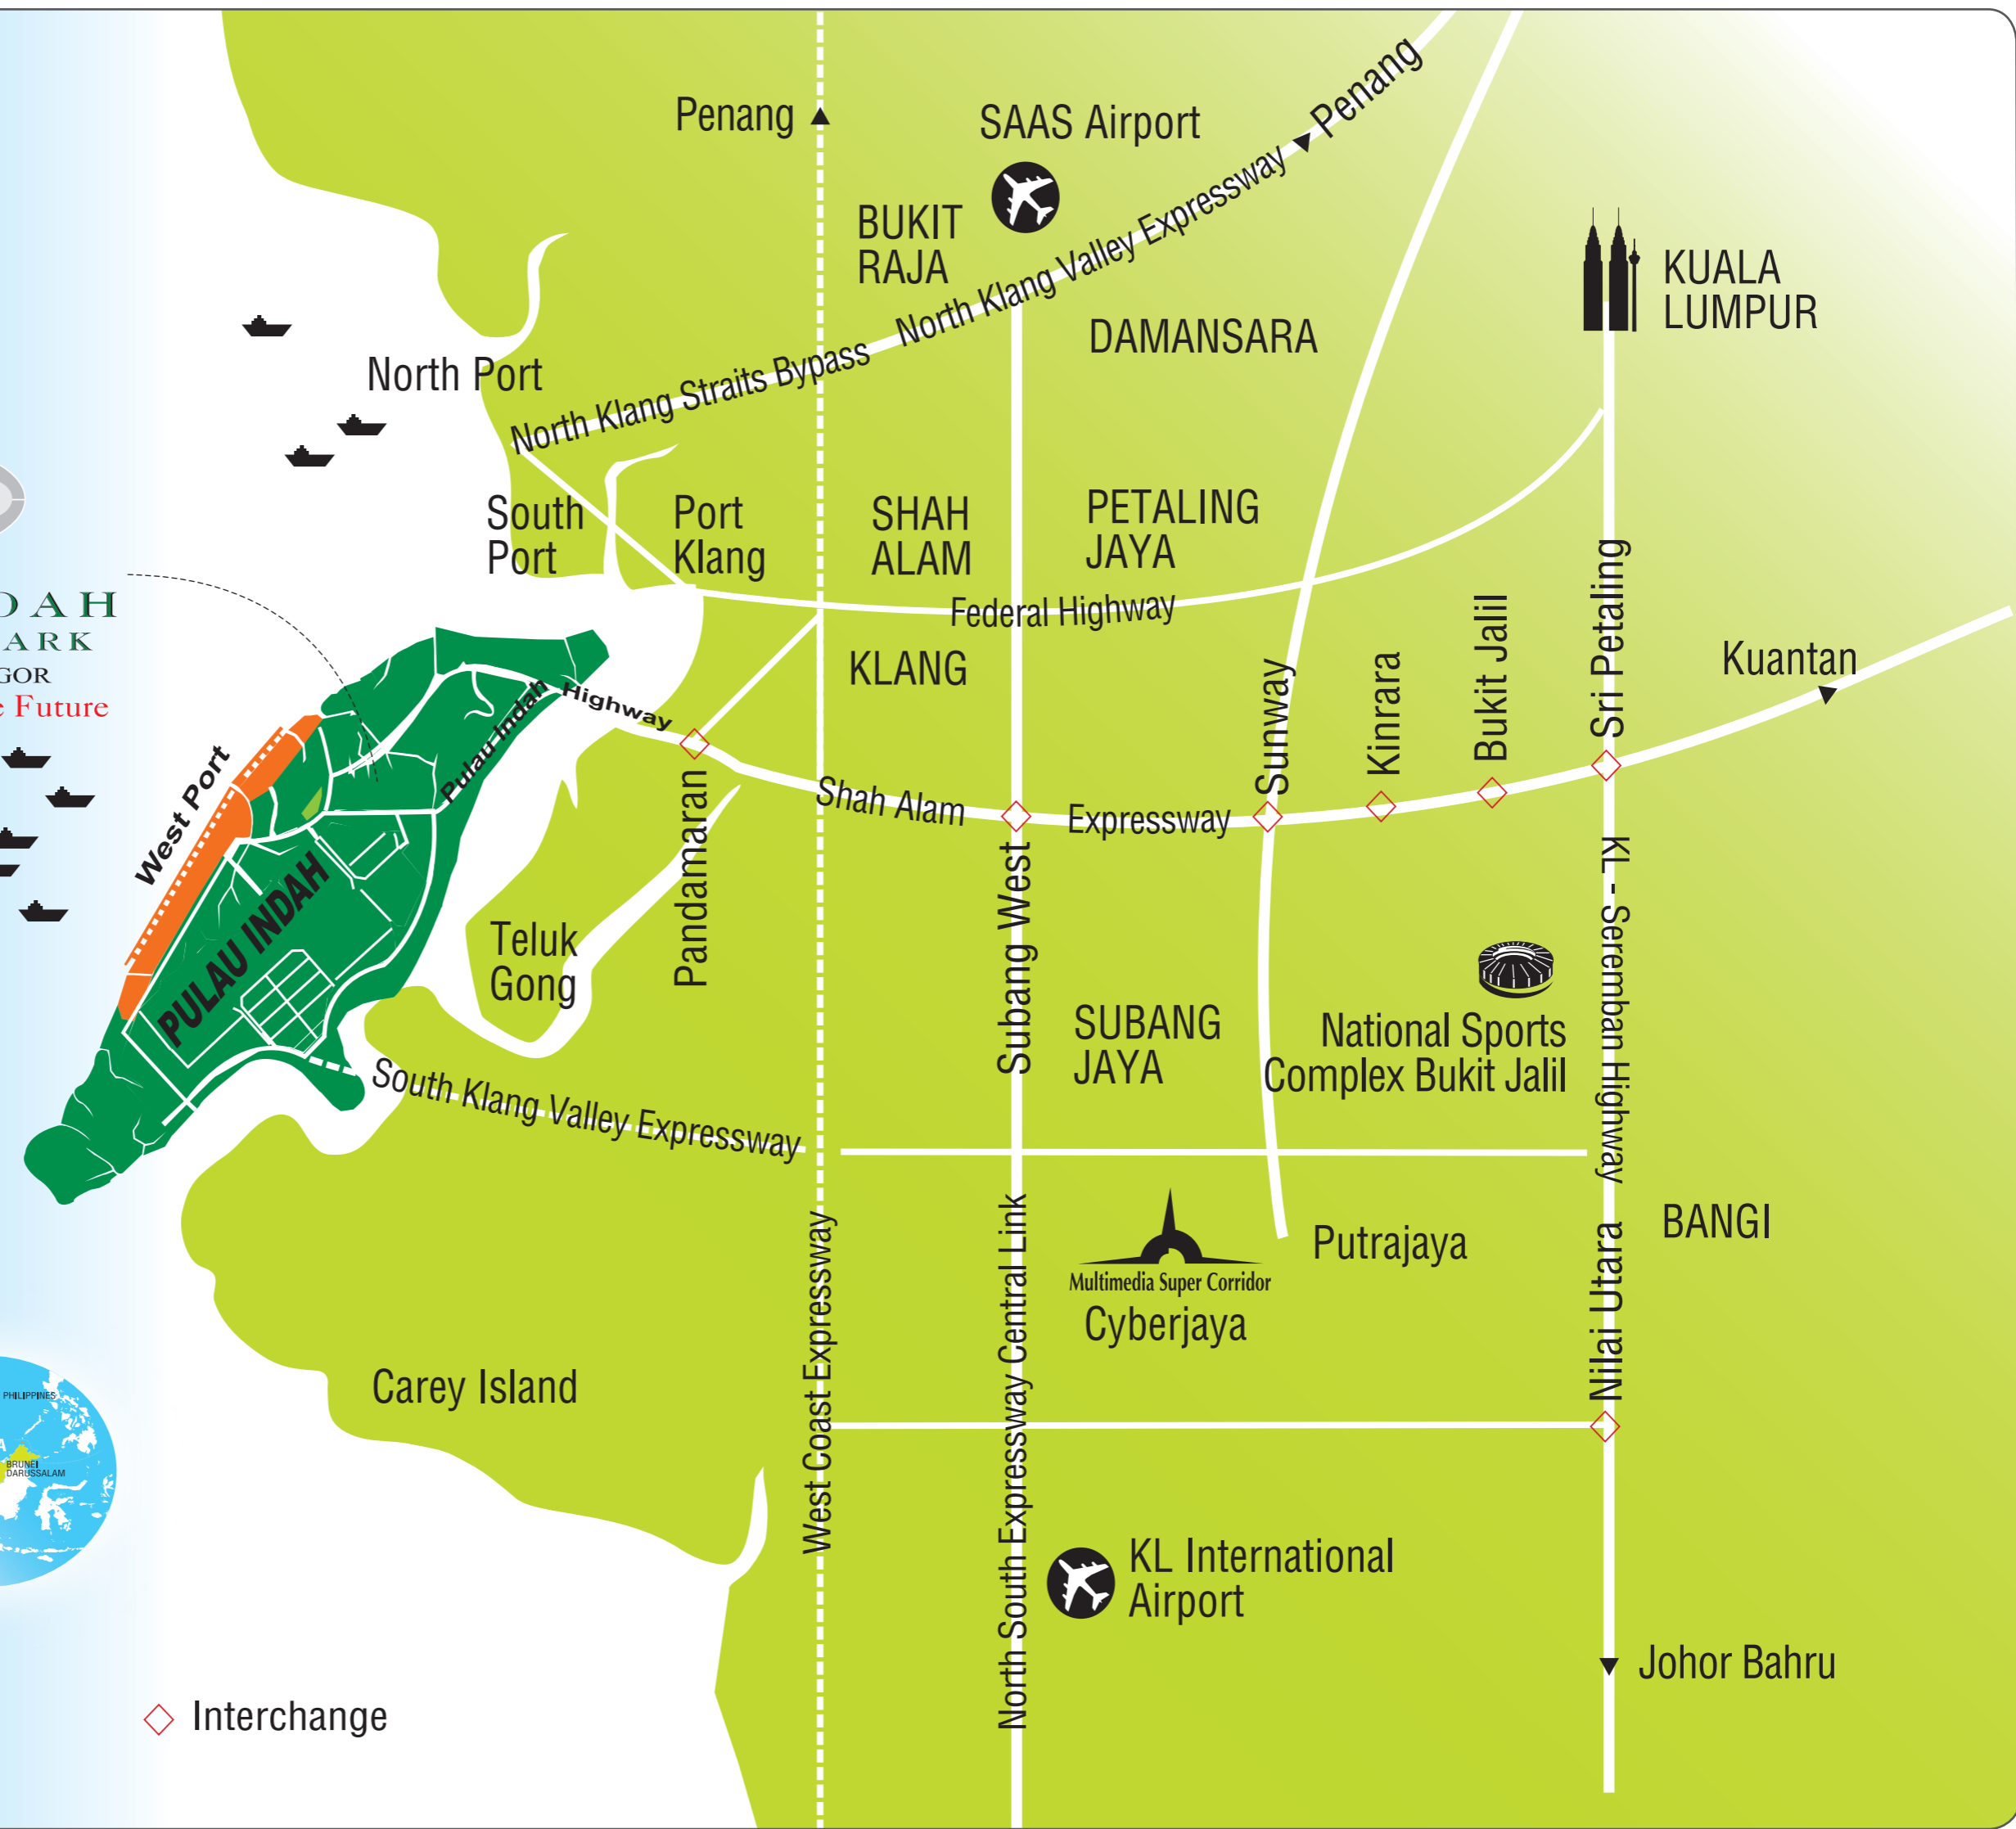 Penang
SAAS Airport
Penang
BUKIT
RAJA
North Klang Valley Expressway
KUALA
LUMPUR
DAMANSARA
North Port
North Klang Straits Bypass
South
Port
Port
Klang
SHAH
ALAM
PETALING
JAYA
Federal Highway
DAH
ARK
GOR
e Future
KLANG
Pulau Indah
Highway
Sunway
Kinrara
Bukit Jalil
Sri Petaling
Kuantan
West Port
Shah Alam
Expressway
Pandamaran
PULAU INDAH
Teluk
Gong
Subang West
KL - Seremban Highway
SUBANG
JAYA
National Sports
Complex Bukit Jalil
South Klang Valley Expressway
West Coast Expressway
North South Expressway Central Link
Multimedia Super Corridor
Cyberjaya
Putrajaya
Nilai Utara
BANGI
Carey Island
PHILIPPINES
A
BRUNEI
DARUSSALAM
KL International
Airport
Johor Bahru
Interchange